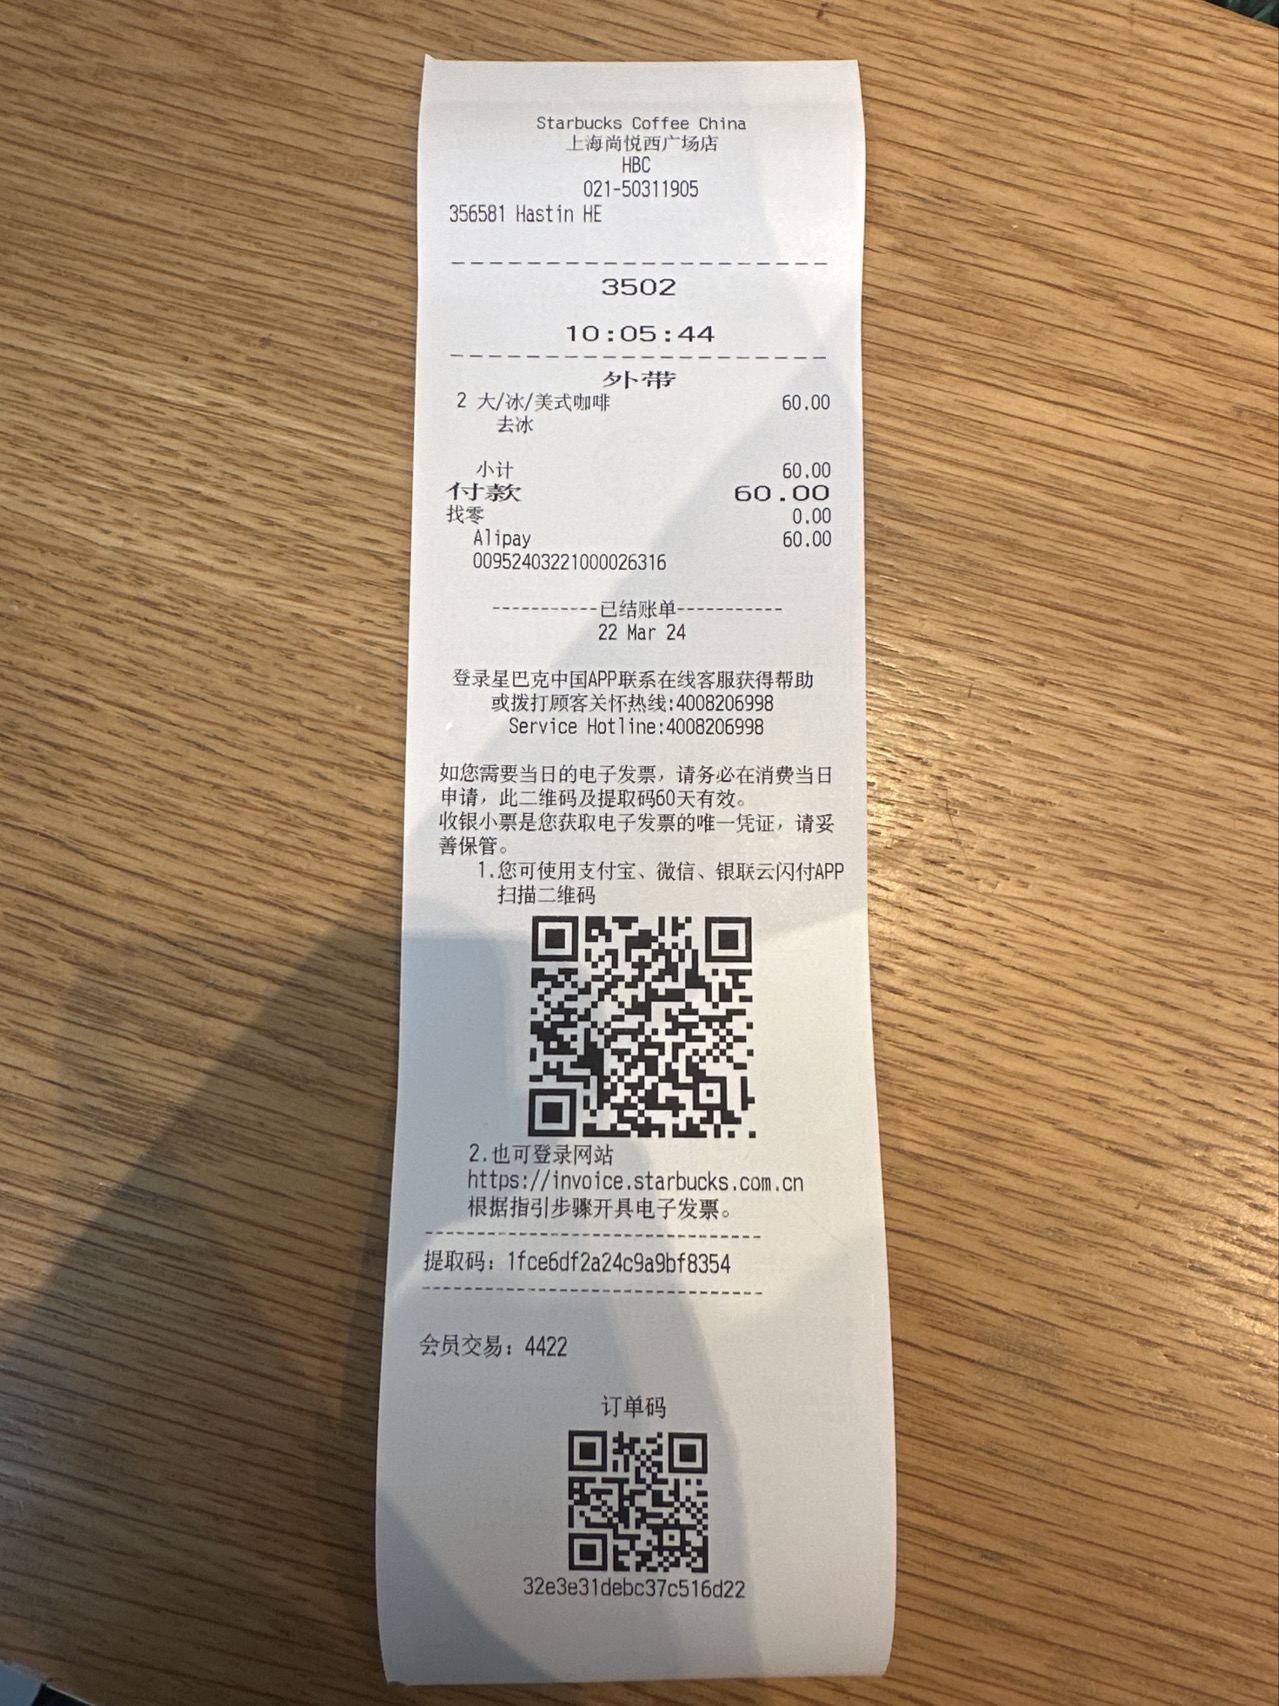 Starbucks Coffee China
上海尚悦西广场店
HBC
021-50311905
356581 Hastin HE
3502
10:05:44
外带
2 大/冰/美式咖啡 60.00
去冰
小计 60.00
付款 60.00
找零 0.00
Alipay 60.00
00952403221000026316
-----------已结账单-----------
22 Mar 24
登录星巴克中国APP联系在线客服获得帮助
或拨打顾客关怀热线:4008206998
Service Hotline:4008206998
如您需要当日的电子发票，请务必在消费当日
申请，此二维码及提取码60天有效。
收银小票是您获取电子发票的唯一凭证，请妥
善保管。
1.您可使用支付宝、微信、银联云闪付APP
扫描二维码
2.也可登录网站
https://invoice.starbucks.com.cn
根据指引步骤开具电子发票。
提取码：1fce6df2a24c9a9bf8354
会员交易：4422
订单码
32e3e31debc37c516d22